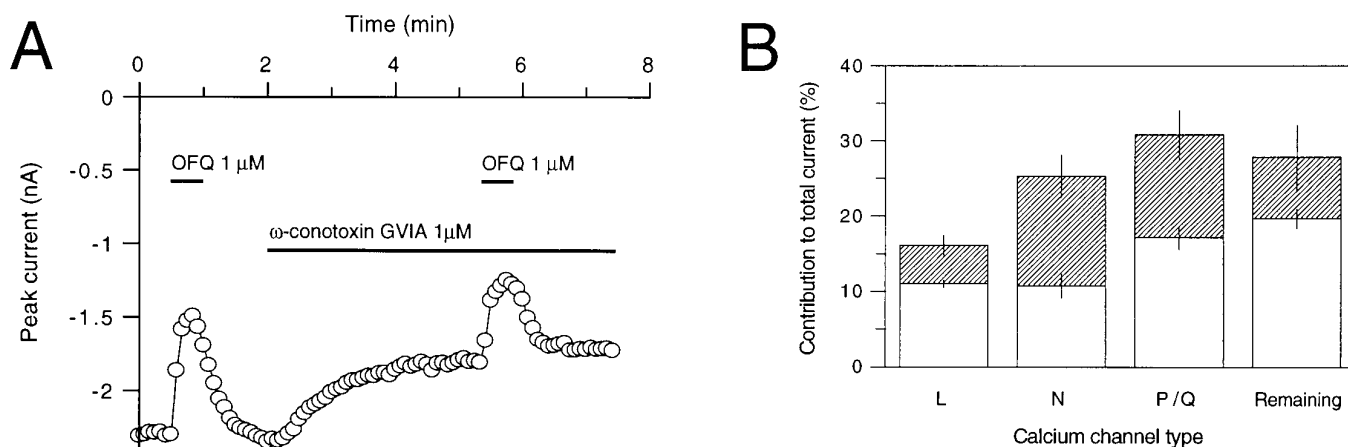 A
Time (min)
0 2 4 6 8
0
-0.5
-1
-1.5
-2
Peak current (nA)
OFQ 1 μM
OFQ 1 μM
ω-conotoxin GVIA 1μM
B
40
30
20
10
0
Contribution to total current (%)
L N P/Q Remaining
Calcium channel type